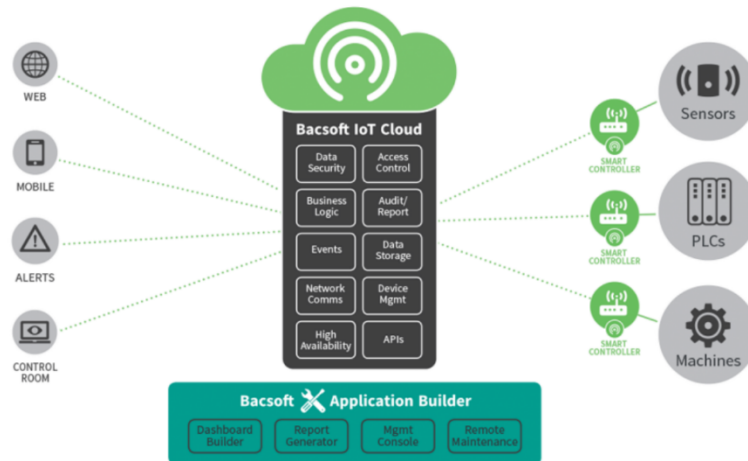 WEB
MOBILE
ALERTS
CONTROL
ROOM
Bacsoft IoT Cloud
Data
Security
Access
Control
Business
Logic
Audit/
Report
Events
Data
Storage
Network
Comms
Device
Mgmt
High
Availability
APIs
SMART
CONTROLLER
Sensors
SMART
CONTROLLER
PLCs
SMART
CONTROLLER
Machines
Bacsoft Application Builder
Dashboard
Builder
Report
Generator
Mgmt
Console
Remote
Maintenance